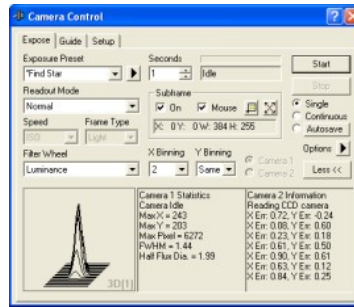 Camera Control
Expose Guide Setup
Exposure Preset
"Find Star
Seconds
1
Idle
Start
Stop
Readout Mode
Normal
Subframe
On Mouse
X: 0 Y: 0 W: 384 H: 255
Single
Continuous
Autosave
Speed Frame Type
ISO Light
Filter Wheel
Luminance
X Binning Y Binning
2 Same
Camera 1
Camera 2
Options
Less <<
3D[1]
Camera 1 Statistics
Camera Idle
Max X = 243
Max Y = 203
Max Pixel = 6272
FWHM = 1.44
Half Flux Dia. = 1.99
Camera 2 Information
Reading CCD camera
X Err: 0.72, Y Err: -0.24
X Err: 0.08, Y Err: 0.60
X Err: 0.23, Y Err: 0.18
X Err: 0.61, Y Err: 0.50
X Err: 0.90, Y Err: 0.61
X Err: 0.63, Y Err: 0.12
X Err: 0.84, Y Err: 0.25